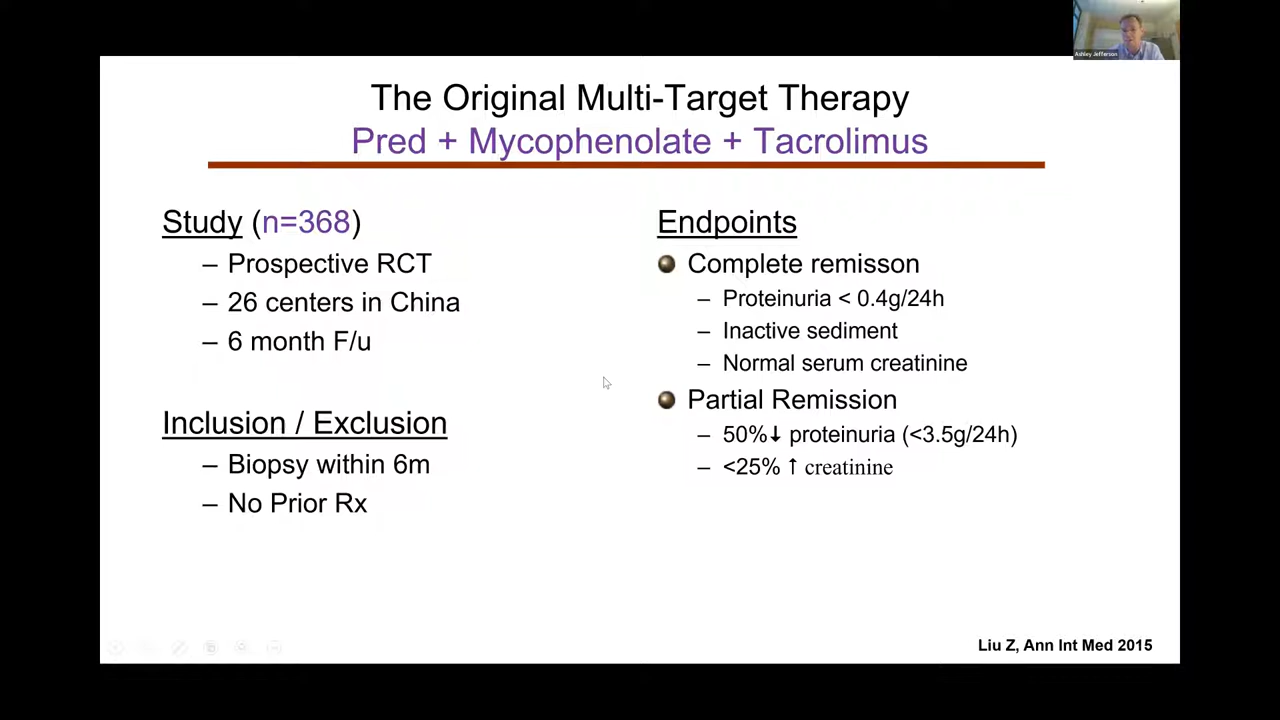 Ashley Jefferson
The Original Multi-Target Therapy
Pred + Mycophenolate + Tacrolimus
Study (n=368)
– Prospective RCT
– 26 centers in China
– 6 month F/u
Inclusion / Exclusion
– Biopsy within 6m
– No Prior Rx
Endpoints
Complete remisson
– Proteinuria < 0.4g/24h
– Inactive sediment
– Normal serum creatinine
Partial Remission
– 50%↓ proteinuria (<3.5g/24h)
– <25% ↑ creatinine
Liu Z, Ann Int Med 2015